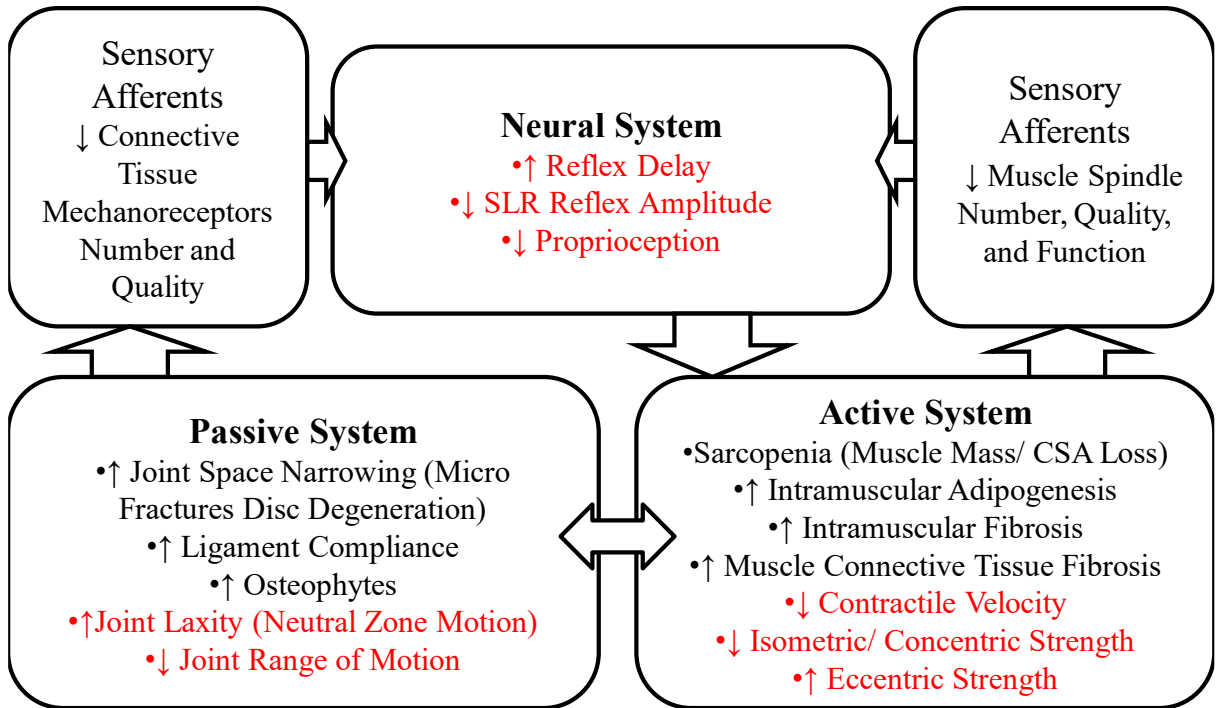 Sensory
Afferents
↓ Connective
Tissue
Mechanoreceptors
Number and
Quality
Neural System
•↑ Reflex Delay
•↓ SLR Reflex Amplitude
•↓ Proprioception
Sensory
Afferents
↓ Muscle Spindle
Number, Quality,
and Function
Passive System
•↑ Joint Space Narrowing (Micro
Fractures Disc Degeneration)
•↑ Ligament Compliance
•↑ Osteophytes
•↑Joint Laxity (Neutral Zone Motion)
•↓ Joint Range of Motion
Active System
•Sarcopenia (Muscle Mass/ CSA Loss)
•↑ Intramuscular Adipogenesis
•↑ Intramuscular Fibrosis
•↑ Muscle Connective Tissue Fibrosis
•↓ Contractile Velocity
•↓ Isometric/ Concentric Strength
•↑ Eccentric Strength